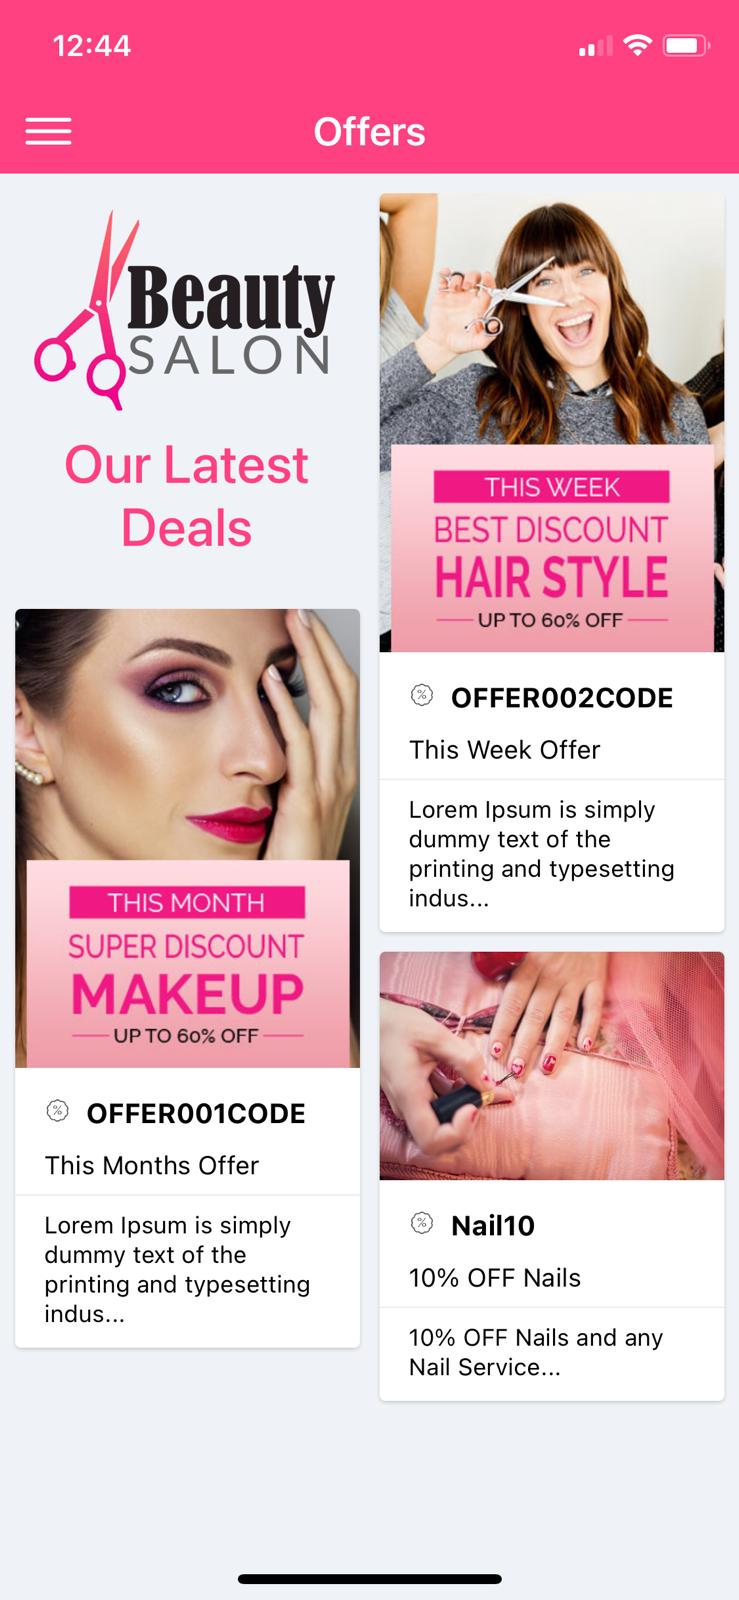 12:44
Offers
Beauty
SALON
Our Latest
Deals
THIS MONTH
SUPER DISCOUNT
MAKEUP
UP TO 60% OFF
OFFER001CODE
This Months Offer
Lorem Ipsum is simply
dummy text of the
printing and typesetting
indus...
THIS WEEK
BEST DISCOUNT
HAIR STYLE
UP TO 60% OFF
OFFER002CODE
This Week Offer
Lorem Ipsum is simply
dummy text of the
printing and typesetting
indus...
Nail10
10% OFF Nails
10% OFF Nails and any
Nail Service...